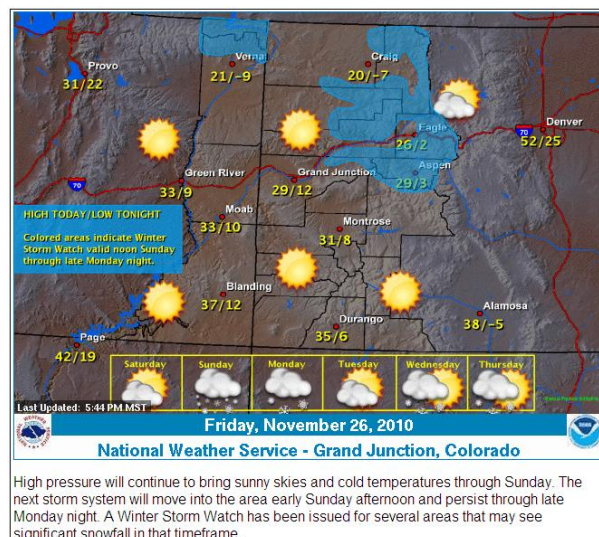 Vernal
Craig
Provo
21/-9
20/-7
31/22
Eagle
70
Denver
26/2
52/25
Aspen
Green River
Grand Junction
70
33/9
29/12
29/3
HIGH TODAY/LOW TONIGHT
Moab
Colored areas indicate Winter
Storm Watch valid noon Sunday
through late Monday night.
33/10
Montrose
31/8
Blanding
37/12
Alamosa
38/-5
Durango
35/6
Page
42/19
Saturday
Sunday
Monday
Tuesday
Wednesday
Thursday
Last Updated: 5:44 PM MST
Friday, November 26, 2010
National Weather Service - Grand Junction, Colorado
High pressure will continue to bring sunny skies and cold temperatures through Sunday. The
next storm system will move into the area early Sunday afternoon and persist through late
Monday night. A Winter Storm Watch has been issued for several areas that may see
significant snowfall in that timeframe.